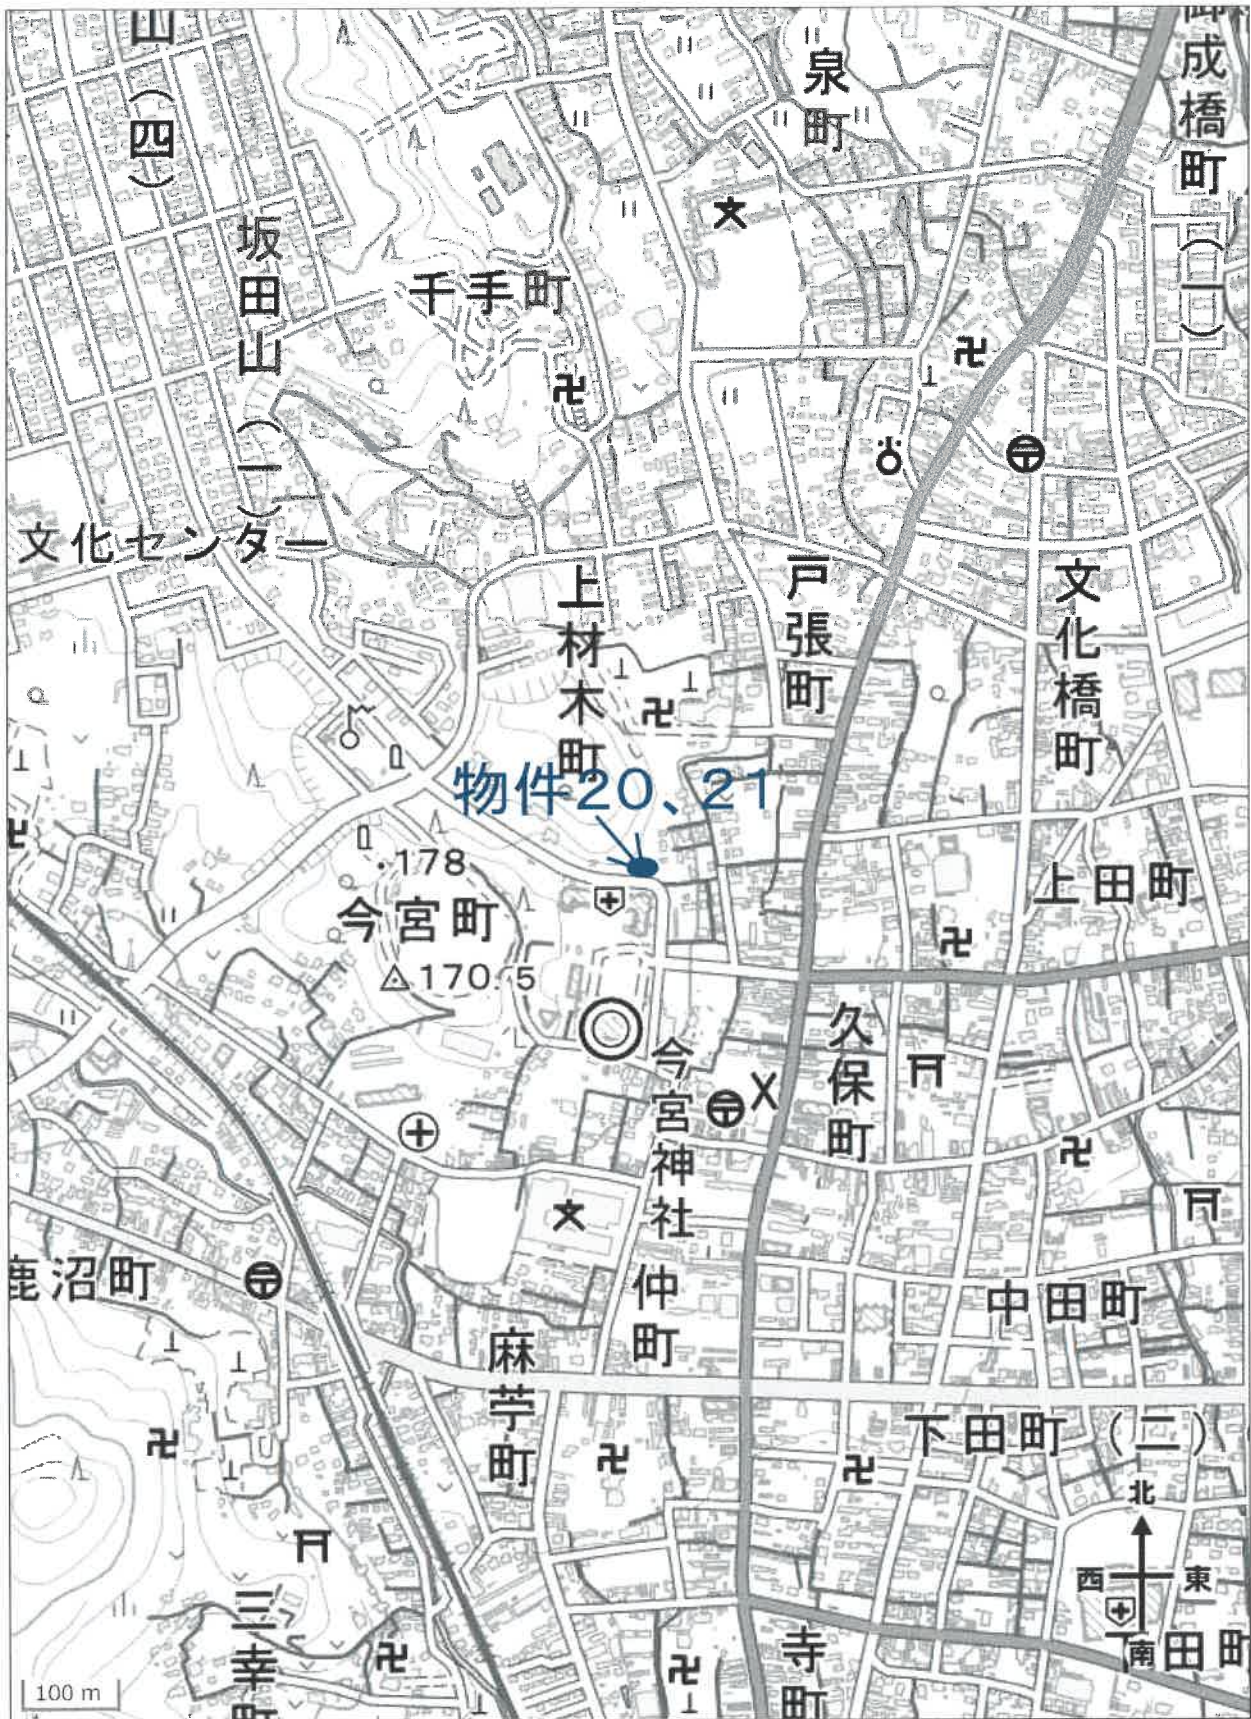 御成橋町(二)
泉町
山(四)
坂田山(一)
千手町
文化センター
上材木町
戸張町
文化橋町
物件20、21
・178
今宮町
170.5
上田町
久保町
今宮神社
仲町
鹿沼町
中田町
麻苧町
下田町(二)
北
西
東
南
田町
三幸町
寺町
100 m